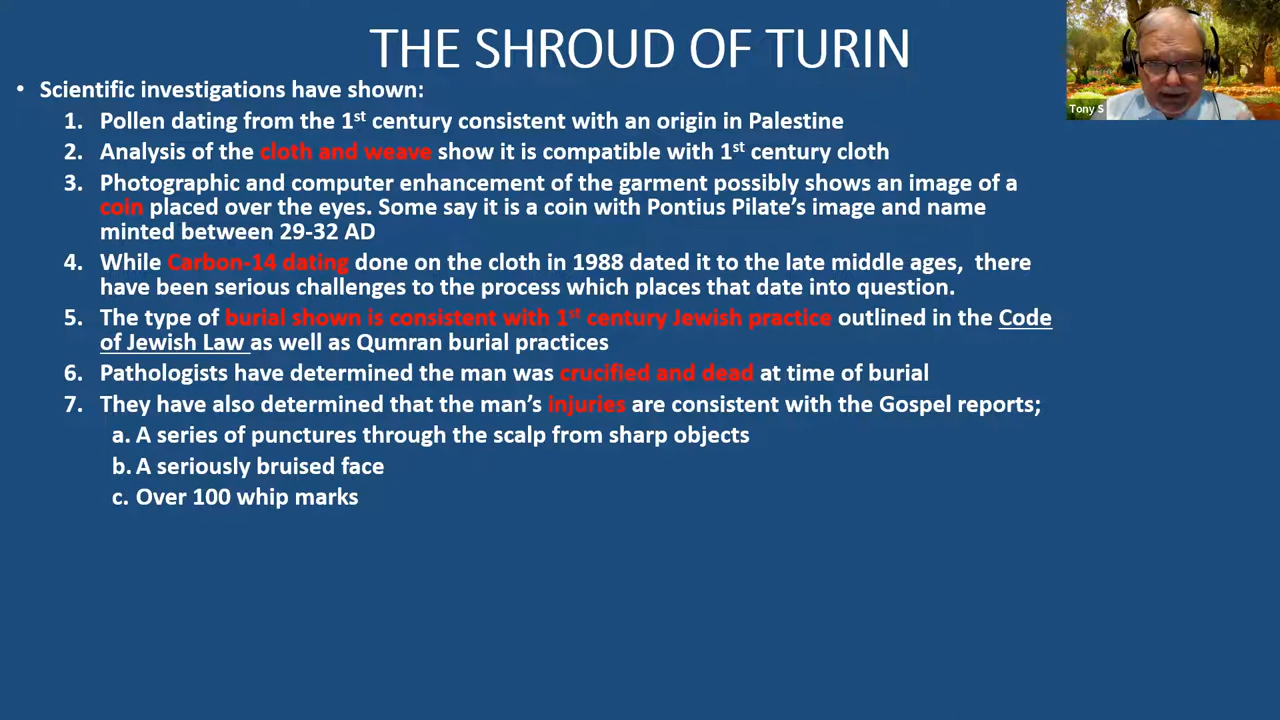 THE SHROUD OF TURIN
Tony S
• Scientific investigations have shown:
1. Pollen dating from the 1st century consistent with an origin in Palestine
2. Analysis of the cloth and weave show it is compatible with 1st century cloth
3. Photographic and computer enhancement of the garment possibly shows an image of a
coin placed over the eyes. Some say it is a coin with Pontius Pilate's image and name
minted between 29-32 AD
4. While Carbon-14 dating done on the cloth in 1988 dated it to the late middle ages, there
have been serious challenges to the process which places that date into question.
5. The type of burial shown is consistent with 1st century Jewish practice outlined in the Code
of Jewish Law as well as Qumran burial practices
6. Pathologists have determined the man was crucified and dead at time of burial
7. They have also determined that the man's injuries are consistent with the Gospel reports;
a. A series of punctures through the scalp from sharp objects
b. A seriously bruised face
c. Over 100 whip marks